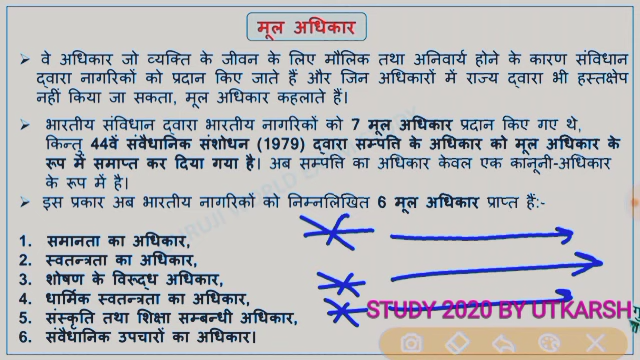 मूल अधिकार
➢ वे अधिकार जो व्यक्ति के जीवन के लिए मौलिक तथा अनिवार्य होने के कारण संविधान
द्वारा नागरिकों को प्रदान किए जाते हैं और जिन अधिकारों में राज्य द्वारा भी हस्तक्षेप
नहीं किया जा सकता, मूल अधिकार कहलाते हैं।
➢ भारतीय संविधान द्वारा भारतीय नागरिकों को 7 मूल अधिकार प्रदान किए गए थे,
किन्तु 44वें संवैधानिक संशोधन (1979) द्वारा सम्पति के अधिकार को मूल अधिकार के
रूप में समाप्त कर दिया गया है। अब सम्पत्ति का अधिकार केवल एक कानूनी-अधिकार
के रूप में है।
➢ इस प्रकार अब भारतीय नागरिकों को निम्नलिखित 6 मूल अधिकार प्राप्त हैं:-
1. समानता का अधिकार,
2. स्वतन्त्रता का अधिकार,
3. शोषण के विरुद्ध अधिकार,
4. धार्मिक स्वतन्त्रता का अधिकार,
5. संस्कृति तथा शिक्षा सम्बन्धी अधिकार,
6. संवैधानिक उपचारों का अधिकार।
STUDY 2020 BY UTKARSH